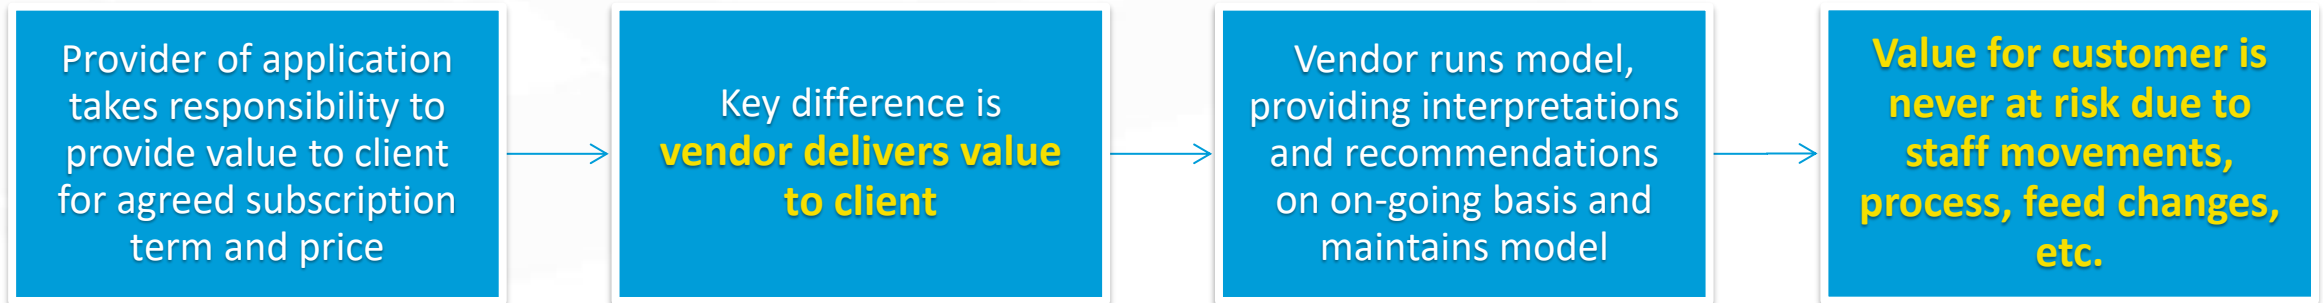 Provider of application
takes responsibility to
provide value to client
for agreed subscription
term and price
Key difference is
vendor delivers value
to client
Vendor runs model,
providing interpretations
and recommendations
on on-going basis and
maintains model
Value for customer is
never at risk due to
staff movements,
process, feed changes,
etc.